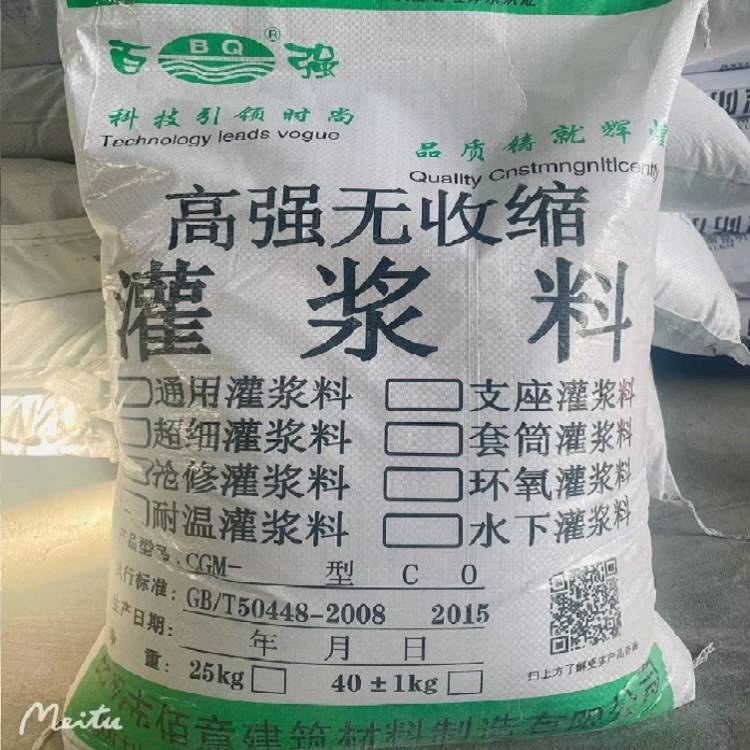 百 BQ® 强
科技引领时尚
Technology leads vogue
品质铸就辉煌
Quality Cnstmngnlticently
高强无收缩
灌浆料
通用灌浆料 支座灌浆料
超细灌浆料 套筒灌浆料
抢修灌浆料 环氧灌浆料
耐温灌浆料 水下灌浆料
产品型号: CGM- 型 C O
执行标准: GB/T50448-2008 2015
生产日期: 年 月 日
净 重: 25kg 40±1kg
扫上方了解更多产品咨询
建筑材料制造有限公司
Meitu